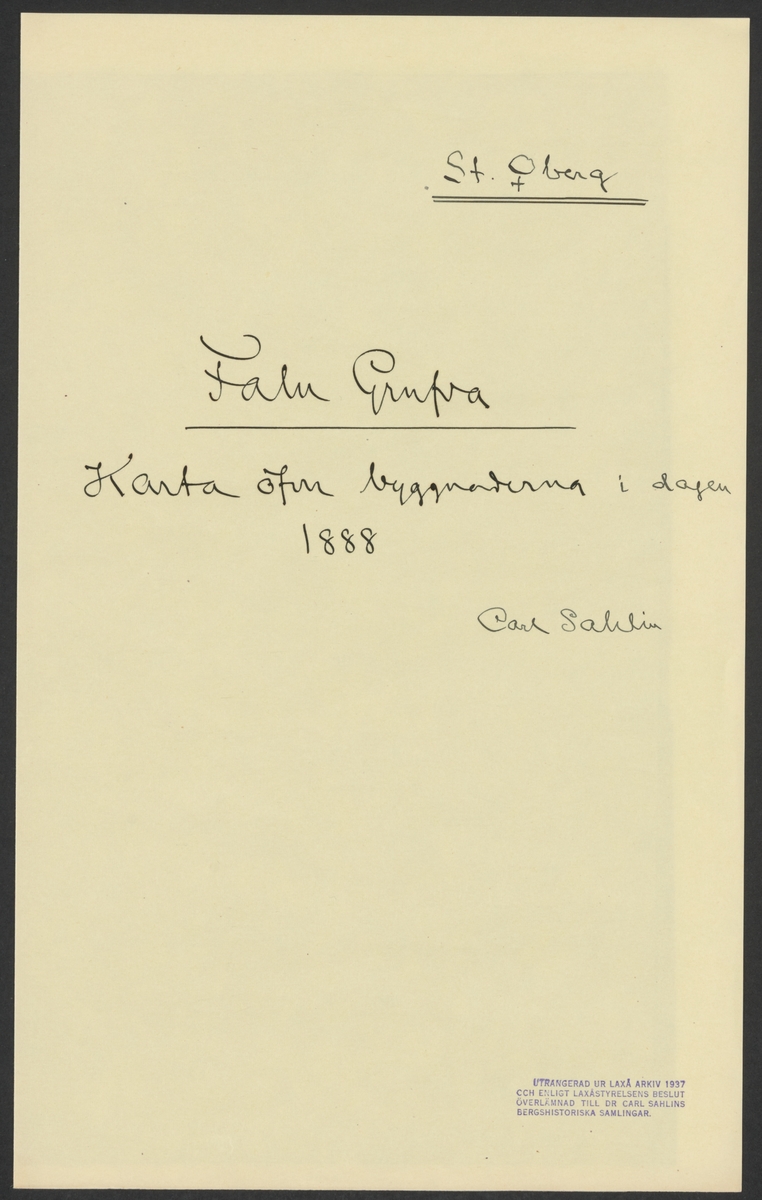 St. ♀berg
Falu Grufva
Karta öfver byggnaderna i dagen
1888
Carl Sahlin
UTRANGERAD UR LAXÅ ARKIV 1937
OCH ENLIGT LAXÅSTYRELSENS BESLUT
ÖVERLÄMNAD TILL DR CARL SAHLINS
BERGSHISTORISKA SAMLINGAR.